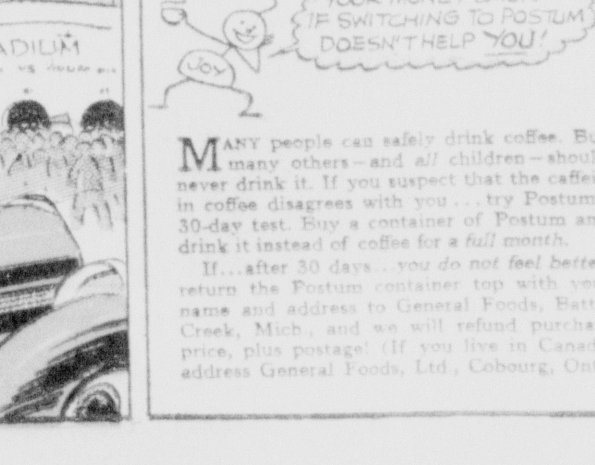 YOUR MONEY BACK
IF SWITCHING TO POSTUM
DOESN'T HELP YOU!
JOY
ADIUM
VS
MANY people can safely drink coffee. Bu
many others—and all children—shoul
never drink it. If you suspect that the caffei
in coffee disagrees with you...try Postum
30-day test. Buy a container of Postum an
drink it instead of coffee for a full month.
If...after 30 days...you do not feel bette
return the Postum container top with you
name and address to General Foods, Batt
Creek, Mich., and we will refund purcha
price, plus postage! (If you live in Canad
address General Foods, Ltd., Cobourg, Ont